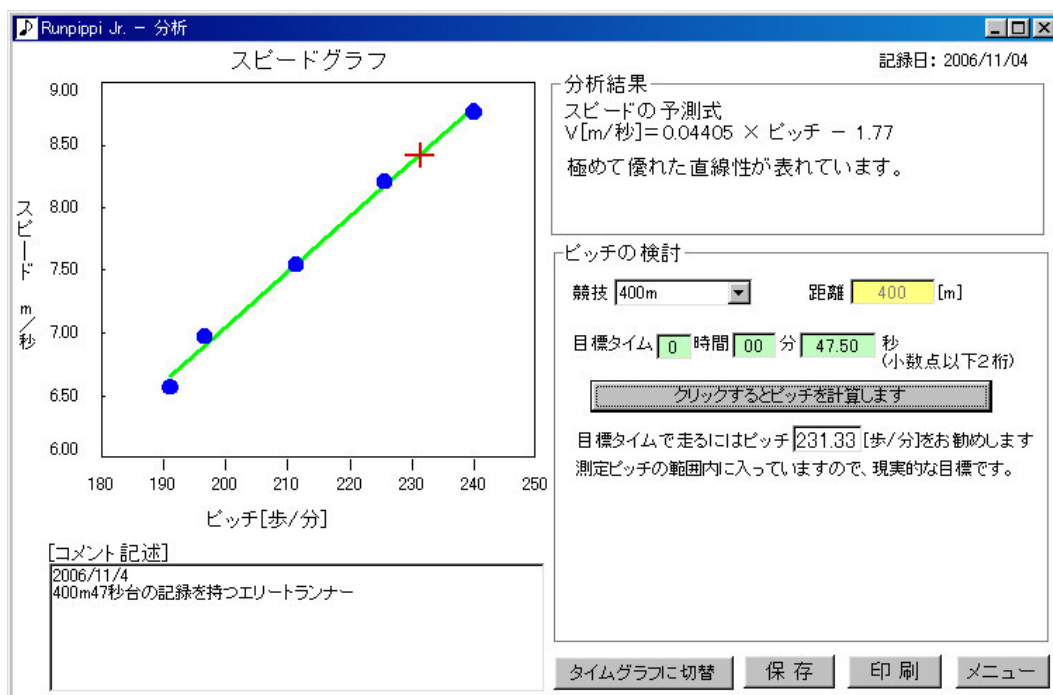 Runpippi Jr. － 分析
スピードグラフ
記録日: 2006/11/04
9.00
8.50
8.00
7.50
7.00
6.50
6.00
スピード m/秒
180 190 200 210 220 230 240 250
ピッチ[歩/分]
[コメント記述]
2006/11/4
400m47秒台の記録を持つエリートランナー
分析結果
スピードの予測式
V[m/秒]＝0.04405 × ピッチ － 1.77
極めて優れた直線性が表れています。
ピッチの検討
競技 400m 距離 400 [m]
目標タイム 0 時間 00 分 47.50 秒
(小数点以下2桁)
クリックするとピッチを計算します
目標タイムで走るにはピッチ 231.33 [歩/分]をお勧めします
測定ピッチの範囲内に入っていますので、現実的な目標です。
タイムグラフに切替 保存 印刷 メニュー